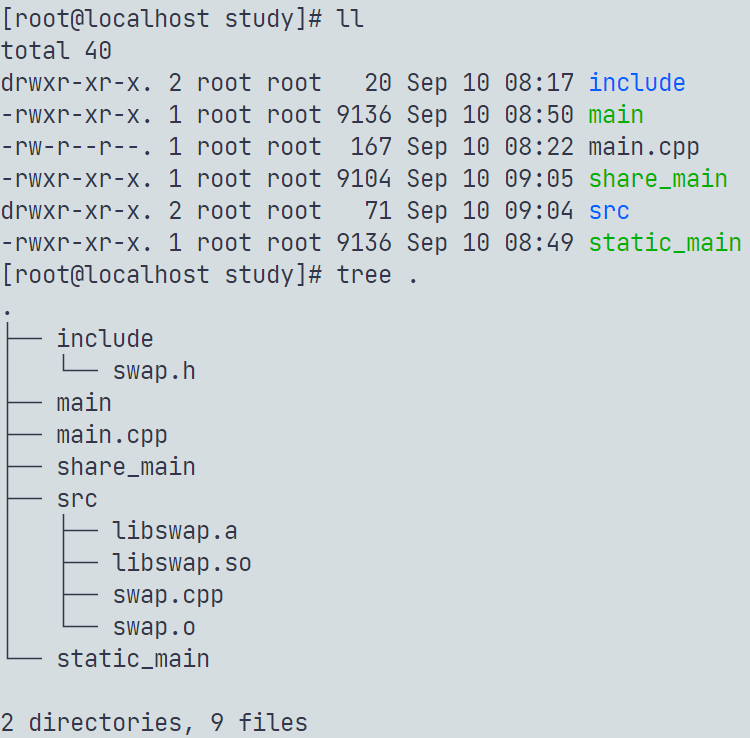 [root@localhost study]# ll
total 40
drwxr-xr-x. 2 root root   20 Sep 10 08:17 include
-rwxr-xr-x. 1 root root 9136 Sep 10 08:50 main
-rw-r--r--. 1 root root  167 Sep 10 08:22 main.cpp
-rwxr-xr-x. 1 root root 9104 Sep 10 09:05 share_main
drwxr-xr-x. 2 root root   71 Sep 10 09:04 src
-rwxr-xr-x. 1 root root 9136 Sep 10 08:49 static_main
[root@localhost study]# tree .
.
├── include
│   └── swap.h
├── main
├── main.cpp
├── share_main
├── src
│   ├── libswap.a
│   ├── libswap.so
│   ├── swap.cpp
│   └── swap.o
└── static_main

2 directories, 9 files